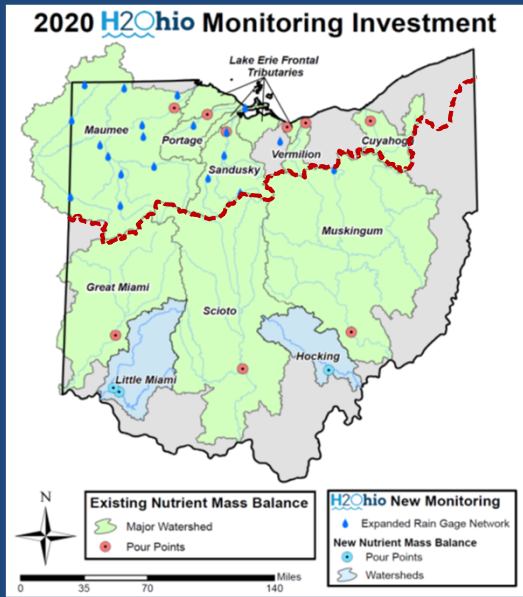 2020 H2Ohio Monitoring Investment
Lake Erie Frontal
Tributaries
Maumee
Portage
Sandusky
Vermilion
Cuyahoga
Muskingum
Great Miami
Scioto
Hocking
Little Miami
N
Existing Nutrient Mass Balance
Major Watershed
Pour Points
H2Ohio New Monitoring
Expanded Rain Gage Network
New Nutrient Mass Balance
Pour Points
Watersheds
Miles
0 35 70 140